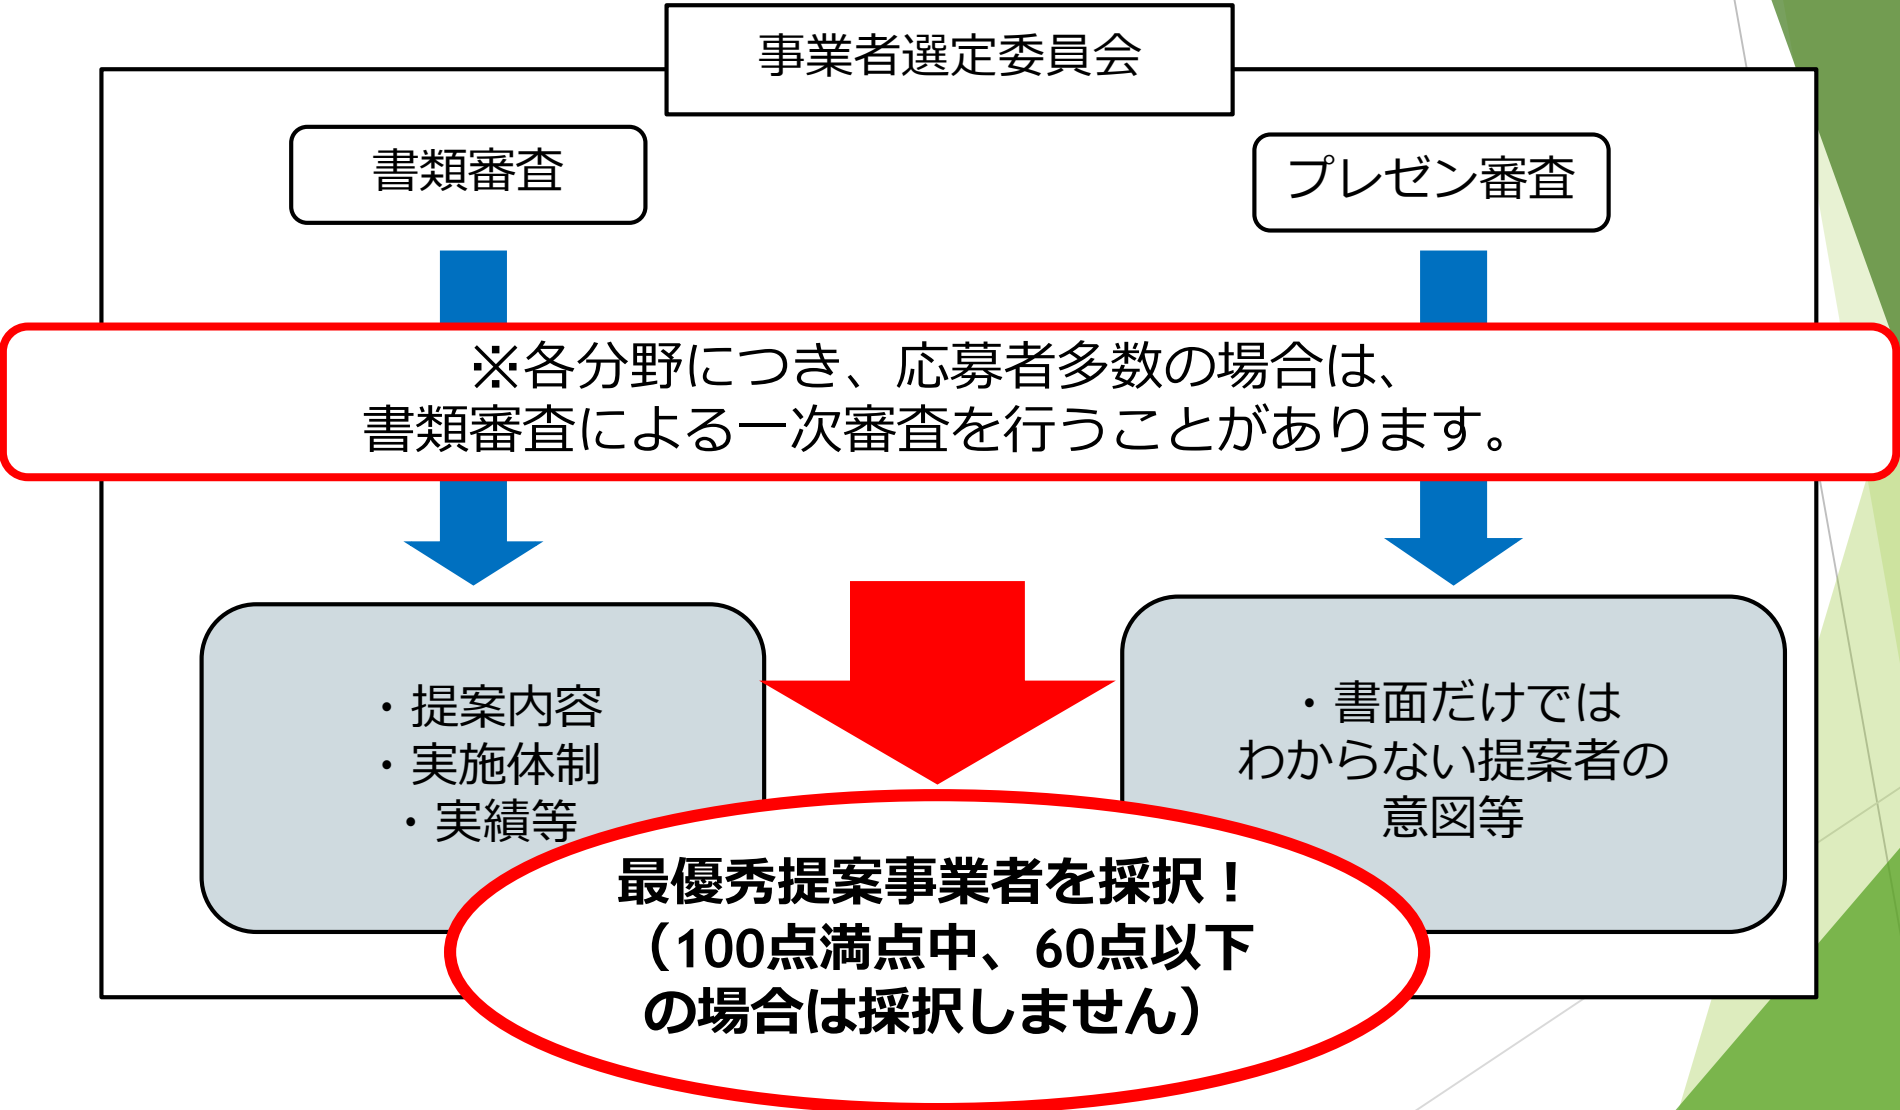 事業者選定委員会
書類審査
プレゼン審査
※各分野につき、応募者多数の場合は、
書類審査による一次審査を行うことがあります。
・提案内容
・実施体制
・実績等
・書面だけでは
わからない提案者の
意図等
最優秀提案事業者を採択！
（100点満点中、60点以下
の場合は採択しません）